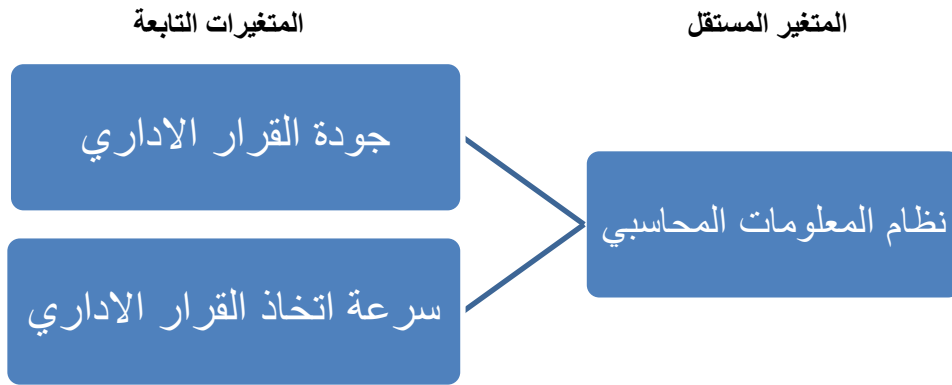 المتغير المستقل
المتغيرات التابعة
جودة القرار الاداري
نظام المعلومات المحاسبي
سرعة اتخاذ القرار الاداري